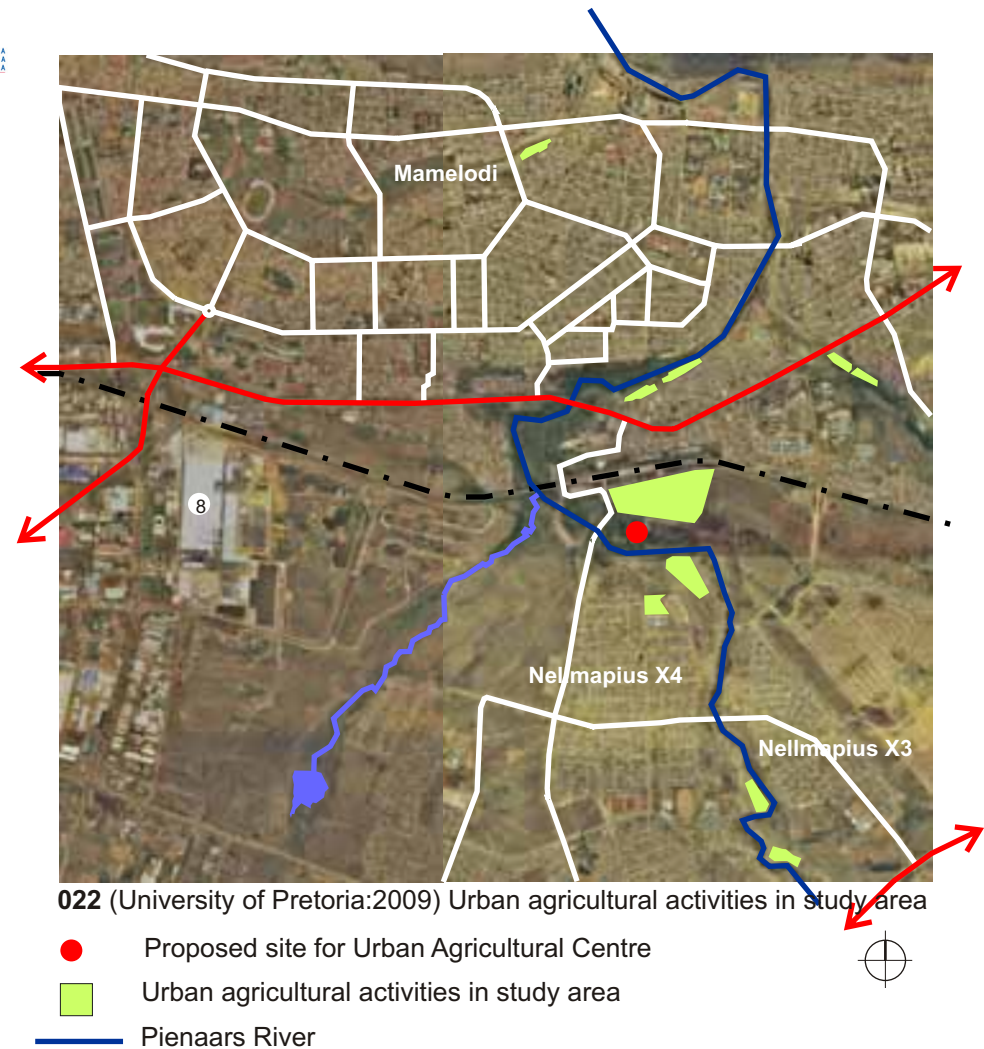 A
A
A
Mamelodi
8
Nellmapius X4
Nellmapius X3
022 (University of Pretoria:2009) Urban agricultural activities in study area
Proposed site for Urban Agricultural Centre
Urban agricultural activities in study area
Pienaars River